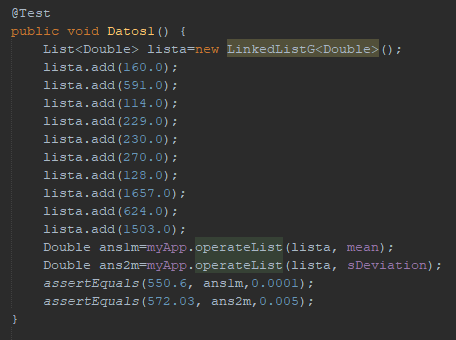 @Test
public void Datos1() {
List<Double> lista=new LinkedListG<Double>();
lista.add(160.0);
lista.add(591.0);
lista.add(114.0);
lista.add(229.0);
lista.add(230.0);
lista.add(270.0);
lista.add(128.0);
lista.add(1657.0);
lista.add(624.0);
lista.add(1503.0);
Double ans1m=myApp.operateList(lista, mean);
Double ans2m=myApp.operateList(lista, sDeviation);
assertEquals(550.6, ans1m,0.0001);
assertEquals(572.03, ans2m,0.005);
}